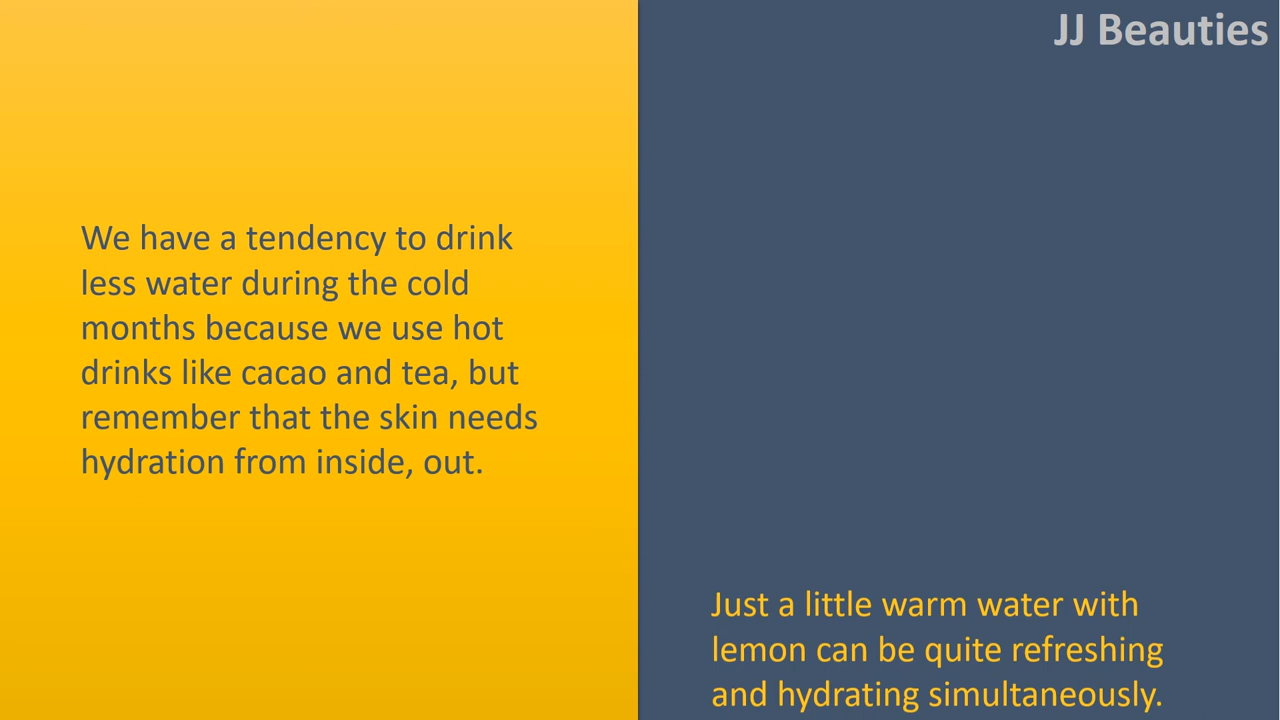 JJ Beauties
We have a tendency to drink
less water during the cold
months because we use hot
drinks like cacao and tea, but
remember that the skin needs
hydration from inside, out.
Just a little warm water with
lemon can be quite refreshing
and hydrating simultaneously.